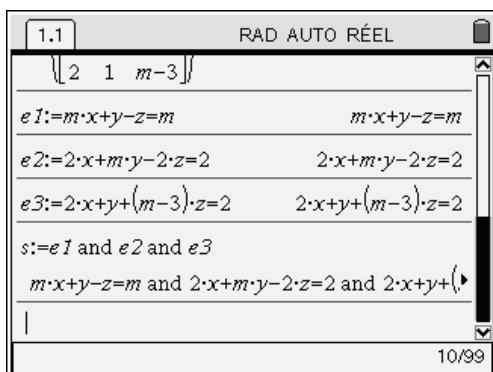 1.1 RAD AUTO RÉEL
2 1 m-3
e1:=m·x+y-z=m m·x+y-z=m
e2:=2·x+m·y-2·z=2 2·x+m·y-2·z=2
e3:=2·x+y+(m-3)·z=2 2·x+y+(m-3)·z=2
s:=e1 and e2 and e3
m·x+y-z=m and 2·x+m·y-2·z=2 and 2·x+y+(
10/99